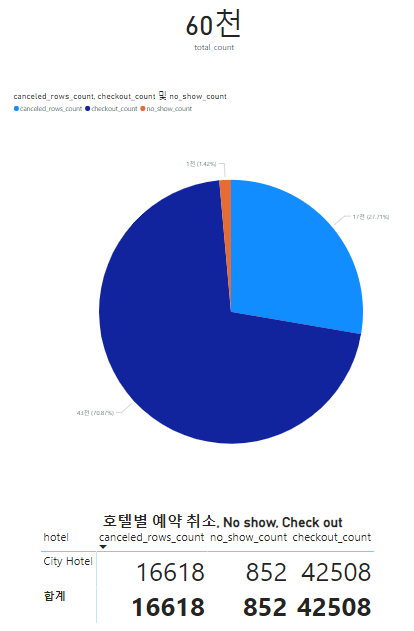 60천
total_count
canceled_rows_count, checkout_count 및 no_show_count
canceled_rows_count checkout_count no_show_count
1천 (1.42%)
17천 (27.71%)
43천 (70.87%)
호텔별 예약 취소, No show, Check out
hotel canceled_rows_count no_show_count checkout_count
City Hotel 16618 852 42508
합계 16618 852 42508